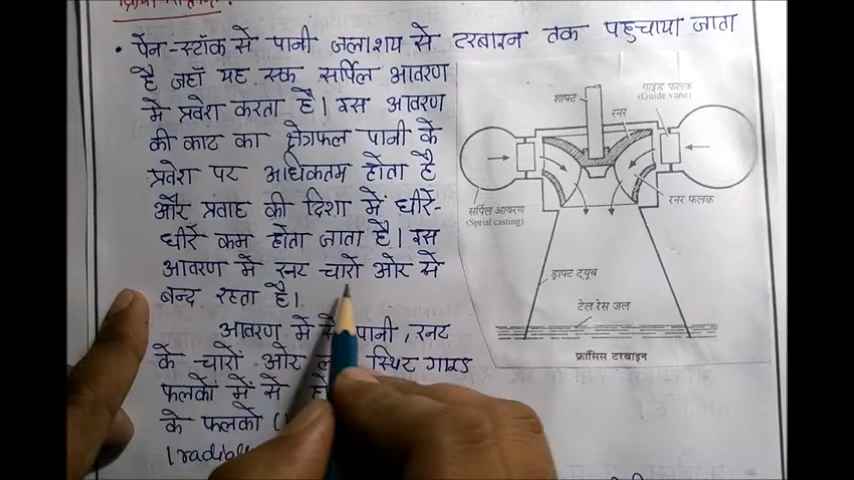 • पेन-स्टॉक से पानी जलाशय से टरबाइन तक पहुचाया जाता
है जहाँ यह एक सर्पिल आवरण
मे प्रवेश करता है। इस आवरण
की काट का क्षेत्रफल पानी के
प्रवेश पर अधिकतम होता है
और प्रवाह की दिशा में धीरे-
धीरे कम होता जाता है। इस
आवरण मे रनर चारो ओर से
बन्द रहता है।
आवरण में से पानी, रनर
के चारों ओर स्थिर गाइड
फलकों में से
के फलको
शाफ्ट
गाइड फलक
(Guide vane)
रनर
रनर फलक
सर्पिल आवरण
(Sprial casting)
ड्राफ्ट ट्यूब
टेल रेस जल
फ्रांसिस टरबाइन